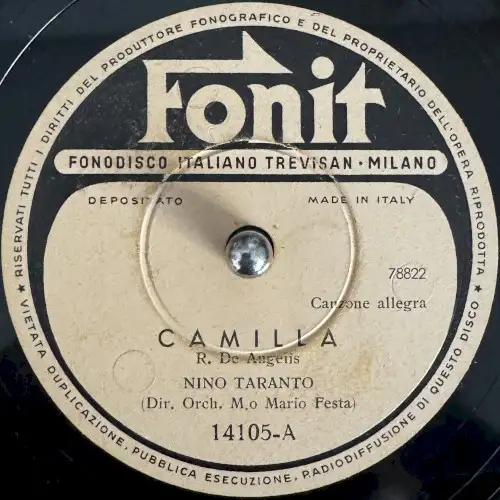 ★ RISERVATI TUTTI I DIRITTI DEL PRODUTTORE FONOGRAFICO E DEL PROPRIETARIO DELL'OPERA RIPRODOTTA ★
Fonit
FONODISCO ITALIANO TREVISAN · MILANO
DEPOSITATO MADE IN ITALY
78822
Canzone allegra
CAMILLA
R. De Angelis
NINO TARANTO
(Dir. Orch. M.o Mario Festa)
14105-A
VIETATA DUPLICAZIONE, PUBBLICA ESECUZIONE, RADIODIFFUSIONE DI QUESTO DISCO